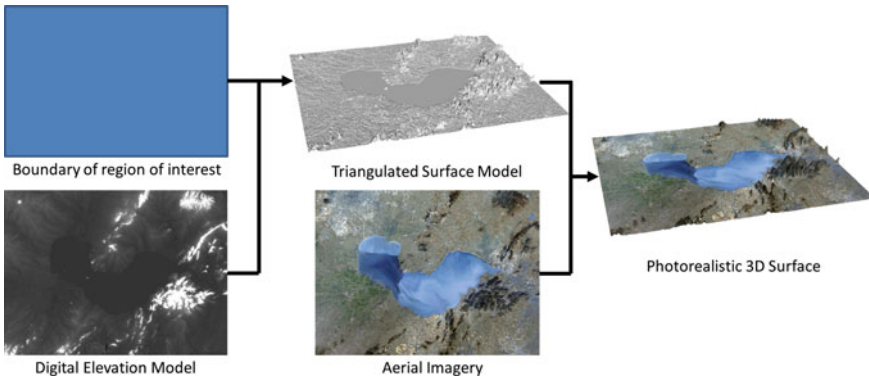 Boundary of region of interest
Triangulated Surface Model
Photorealistic 3D Surface
Digital Elevation Model
Aerial Imagery